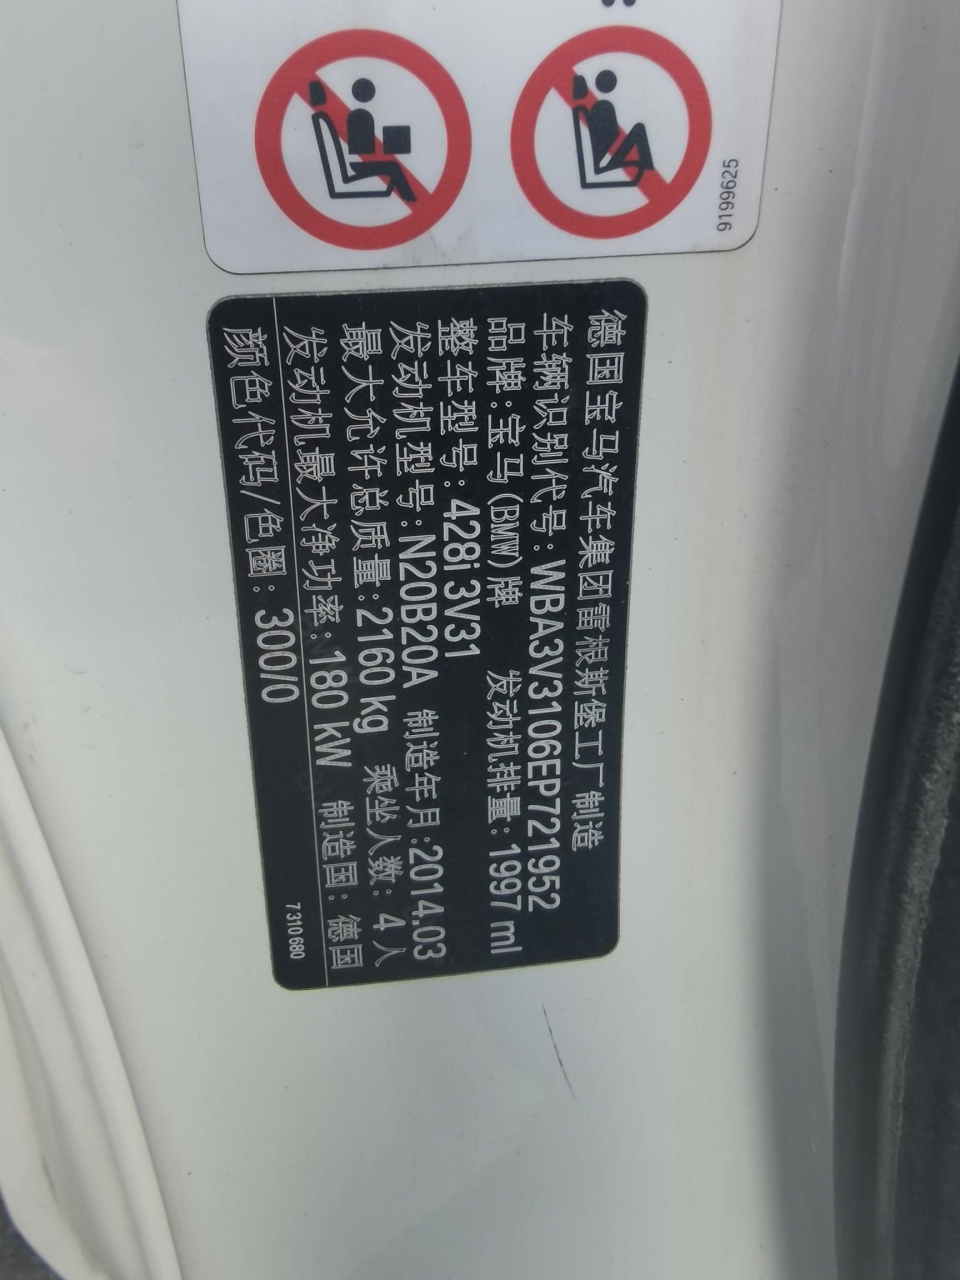 9199625
德国宝马汽车集团雷根斯堡工厂制造
车辆识别代号:WBA3V3106EP721952
品牌:宝马(BMW)牌 发动机排量:1997 ml
整车型号:428i 3V31
发动机型号:N20B20A 制造年月:2014.03
最大允许总质量:2160 kg 乘坐人数: 4 人
发动机最大净功率:180 kW 制造国: 德国
颜色代码/色圈: 300/0
7 310 680